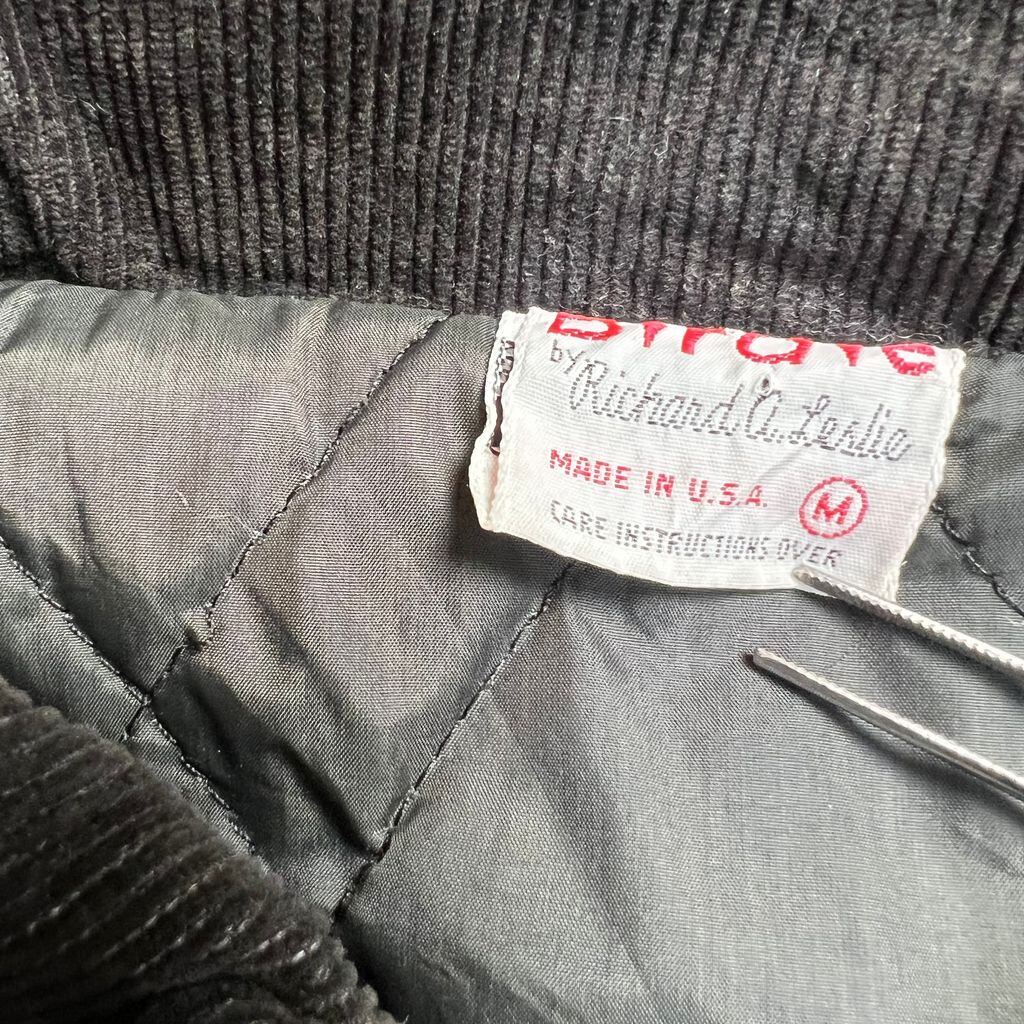 by Richard A. Leslie
MADE IN U.S.A. M
CARE INSTRUCTIONS OVER